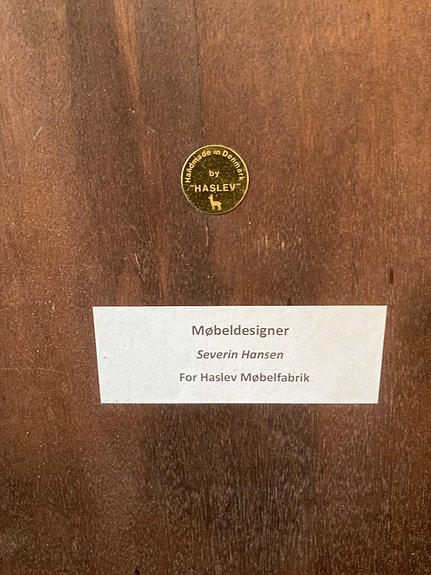 Handmade in Denmark
by
"HASLEV"
Møbeldesigner
Severin Hansen
For Haslev Møbelfabrik